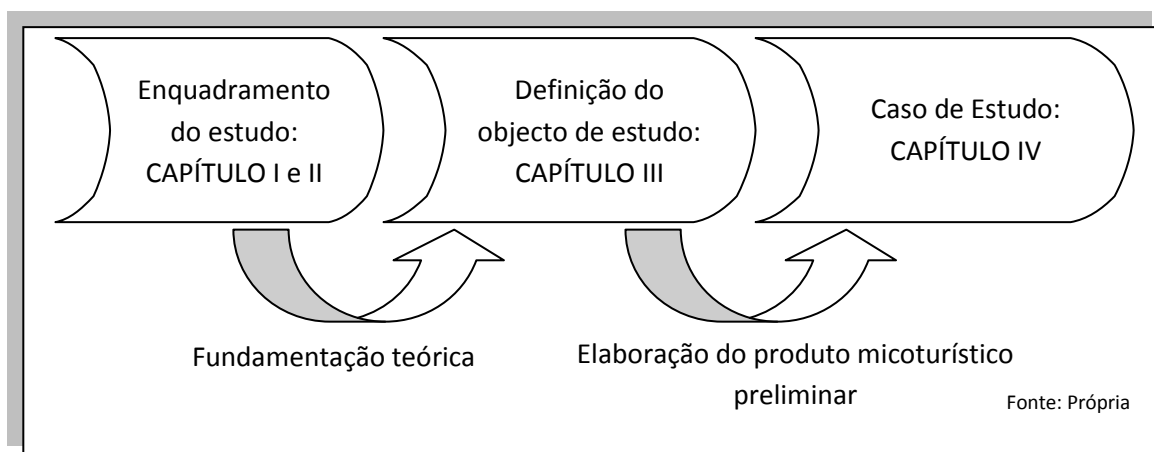 Enquadramento
do estudo:
CAPÍTULO I e II
Definição do
objecto de estudo:
CAPÍTULO III
Caso de Estudo:
CAPÍTULO IV
Fundamentação teórica
Elaboração do produto micoturístico
preliminar
Fonte: Própria